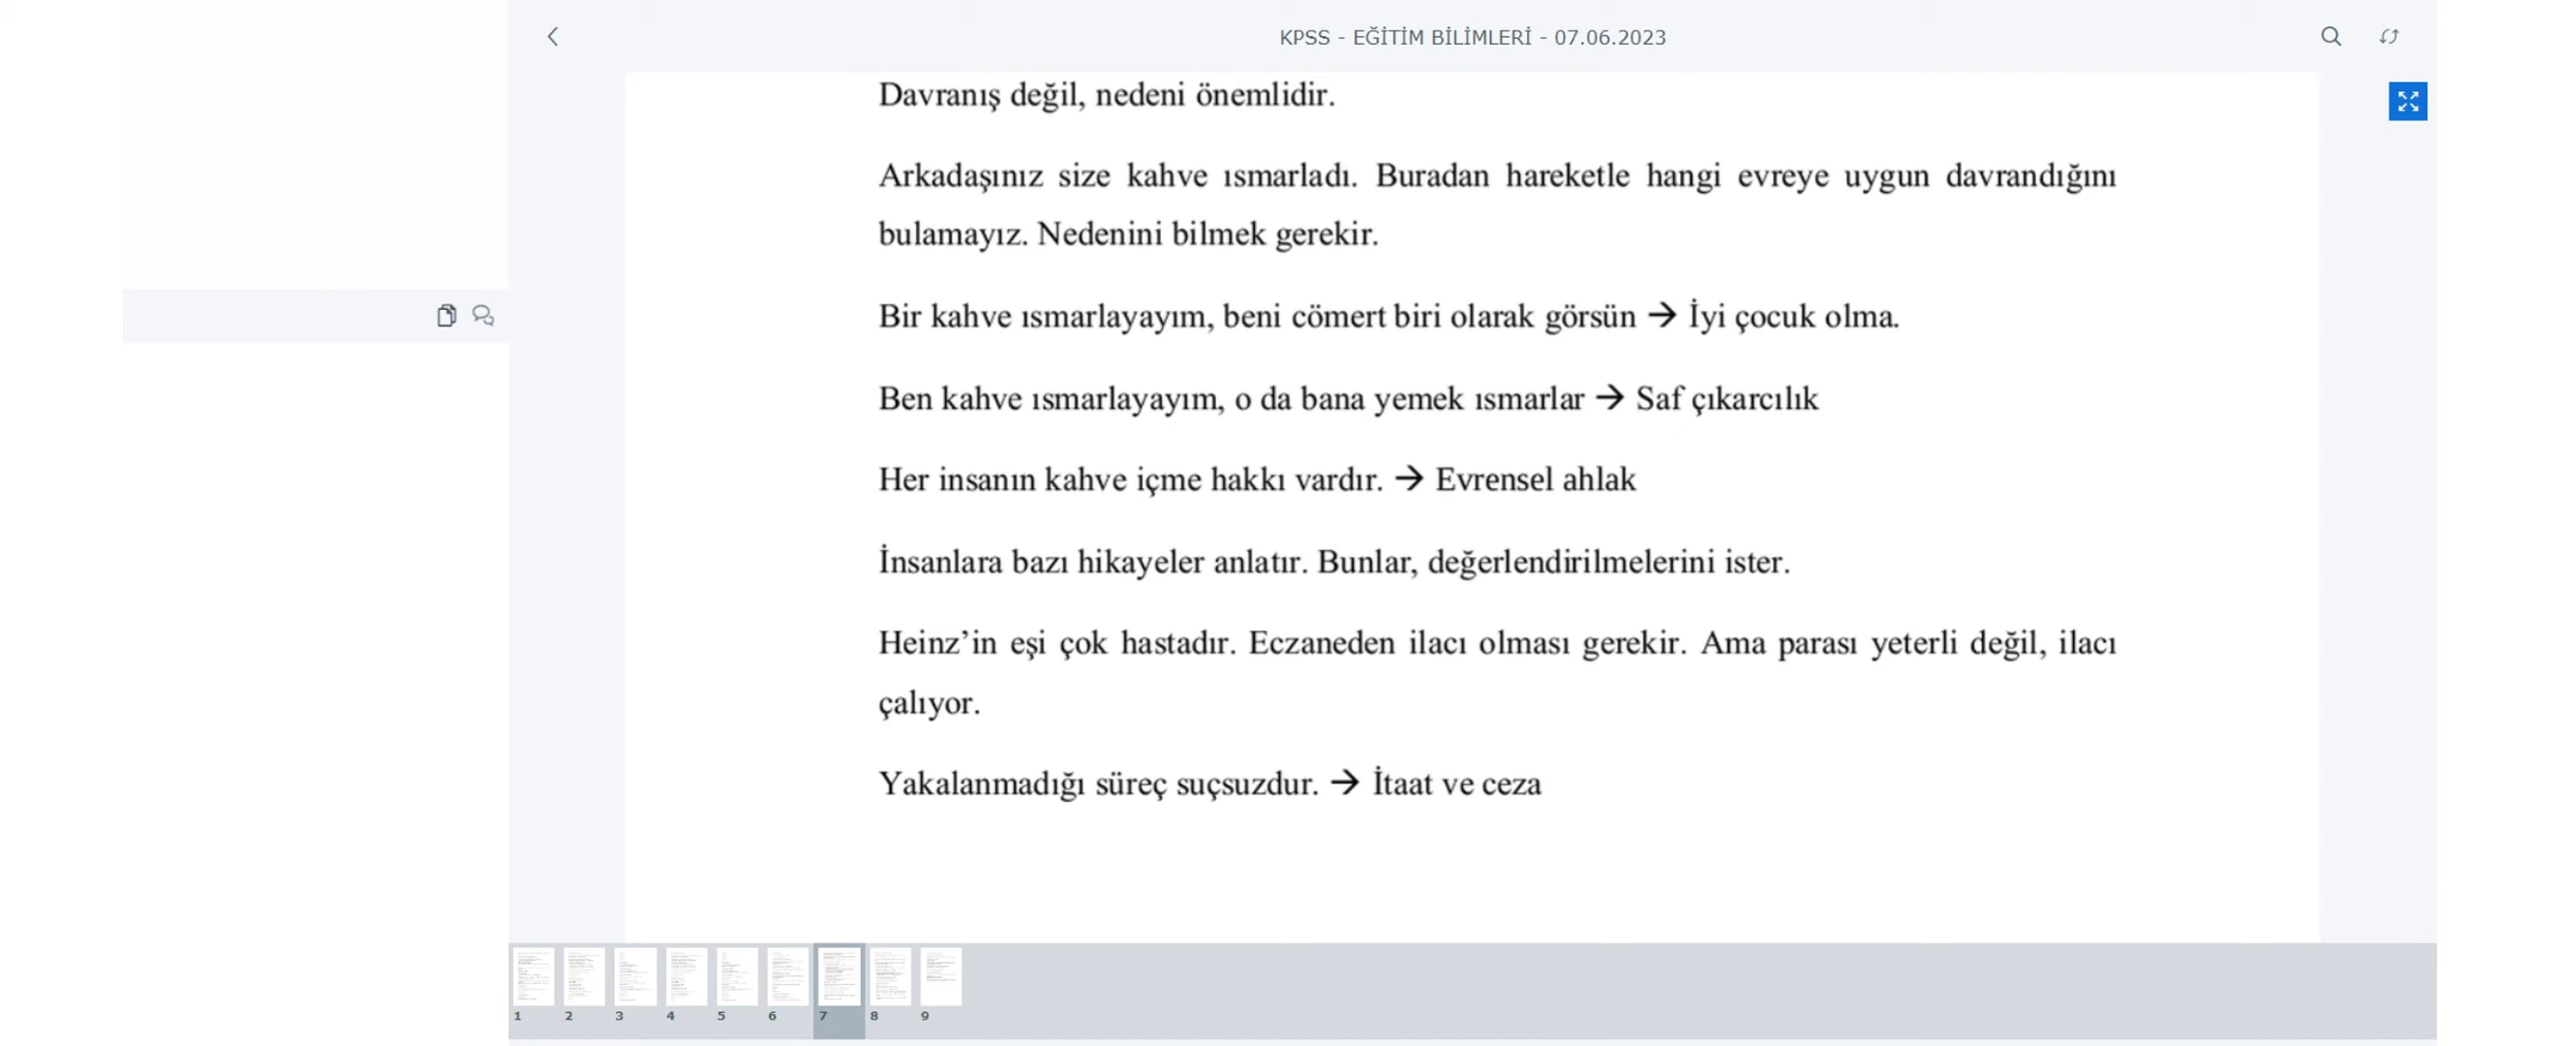 KPSS - EĞİTİM BİLİMLERİ - 07.06.2023
Davranış değil, nedeni önemlidir.
Arkadaşınız size kahve ısmarladı. Buradan hareketle hangi evreye uygun davrandığını
bulamayız. Nedenini bilmek gerekir.
Bir kahve ısmarlayayım, beni cömert biri olarak görsün → İyi çocuk olma.
Ben kahve ısmarlayayım, o da bana yemek ısmarlar → Saf çıkarcılık
Her insanın kahve içme hakkı vardır. → Evrensel ahlak
İnsanlara bazı hikayeler anlatır. Bunlar, değerlendirilmelerini ister.
Heinz’in eşi çok hastadır. Eczaneden ilacı olması gerekir. Ama parası yeterli değil, ilacı
çalıyor.
Yakalanmadığı süreç suçsuzdur. → İtaat ve ceza
1 2 3 4 5 6 7 8 9